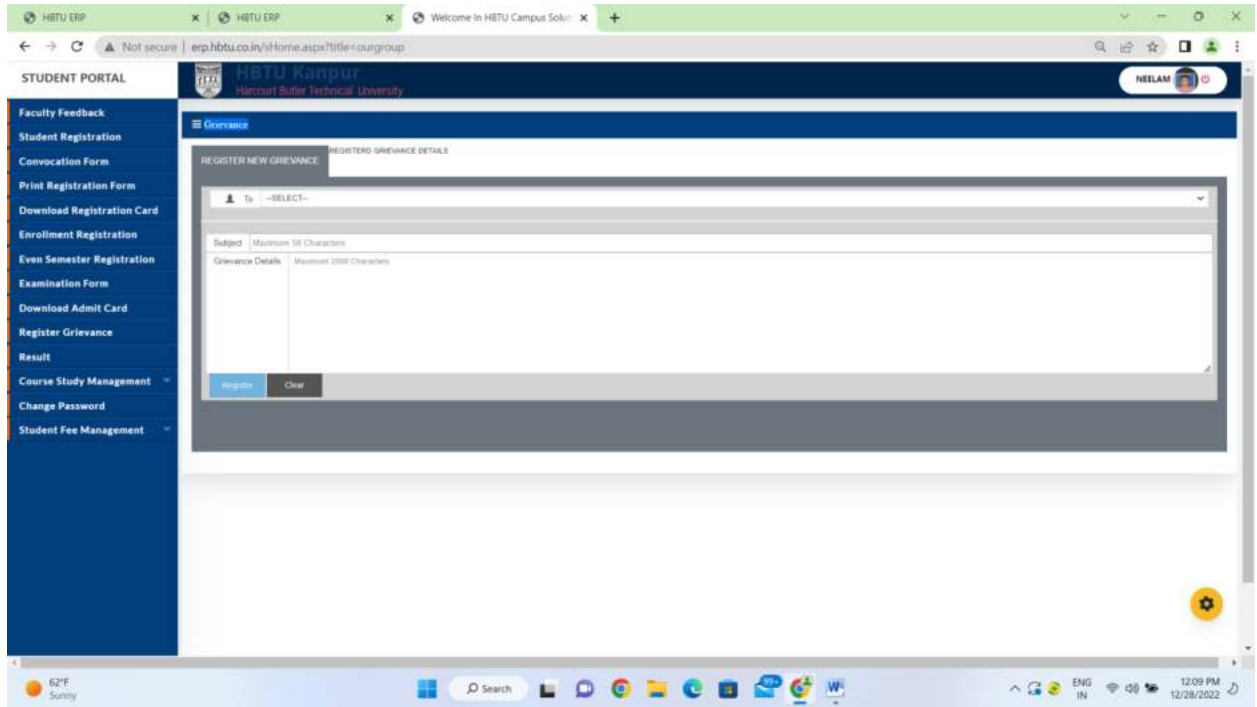 HBTU ERP
HBTU ERP
Welcome In HBTU Campus Solu
Not secure | erp.hbtu.co.in/sHome.aspx?title=ourgroup
STUDENT PORTAL
HBTU Kanpur
Harcourt Butler Technical University
NEELAM
Faculty Feedback
Student Registration
Convocation Form
Print Registration Form
Download Registration Card
Enrollment Registration
Even Semester Registration
Examination Form
Download Admit Card
Register Grievance
Result
Course Study Management
Change Password
Student Fee Management
Grievance
REGISTER NEW GRIEVANCE
REGISTERD GRIEVANCE DETAILS
To --SELECT--
Subject Maximum 50 Characters
Grievance Details Maximum 2000 Characters
Register Clear
62°F
Sunny
Search
99+
ENG
IN
12:09 PM
12/28/2022